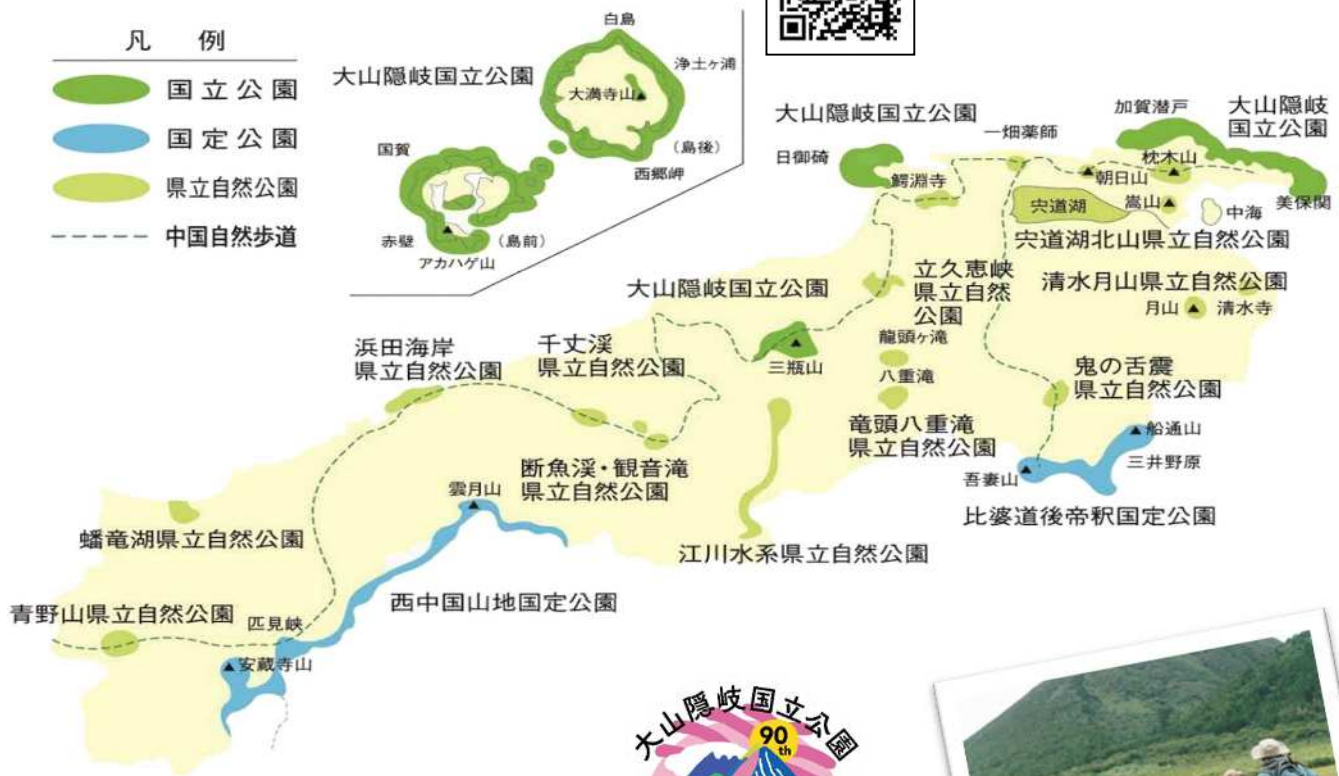 凡 例
国立公園
国定公園
県立自然公園
中国自然歩道
白島
大山隠岐国立公園
浄土ヶ浦
大満寺山
国賀
(島後)
西郷岬
赤壁
(島前)
アカハゲ山
大山隠岐国立公園
加賀潜戸
大山隠岐
国立公園
一畑薬師
日御碕
枕木山
鰐淵寺
朝日山
嵩山
美保関
宍道湖
中海
宍道湖北山県立自然公園
大山隠岐国立公園
立久恵峡
県立自然
公園
清水月山県立自然公園
月山
清水寺
龍頭ヶ滝
浜田海岸
県立自然公園
千丈渓
県立自然公園
三瓶山
八重滝
鬼の舌震
県立自然公園
竜頭八重滝
県立自然公園
船通山
三井野原
吾妻山
断魚渓・観音滝
県立自然公園
雲月山
比婆道後帝釈国定公園
蟠竜湖県立自然公園
江川水系県立自然公園
西中国山地国定公園
青野山県立自然公園
匹見峡
安蔵寺山
大山隠岐国立公園
90
th